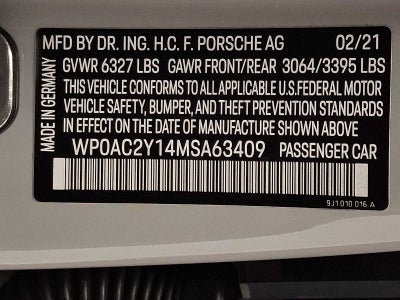 MFD BY DR. ING. H.C. F. PORSCHE AG 02/21
GVWR 6327 LBS GAWR FRONT/REAR 3064/3395 LBS
THIS VEHICLE CONFORMS TO ALL APPLICABLE U.S.FEDERAL MOTOR
VEHICLE SAFETY, BUMPER, AND THEFT PREVENTION STANDARDS
IN EFFECT ON THE DATE OF MANUFACTURE SHOWN ABOVE
WP0AC2Y14MSA63409 PASSENGER CAR
9J1 010 016 A
MADE IN GERMANY